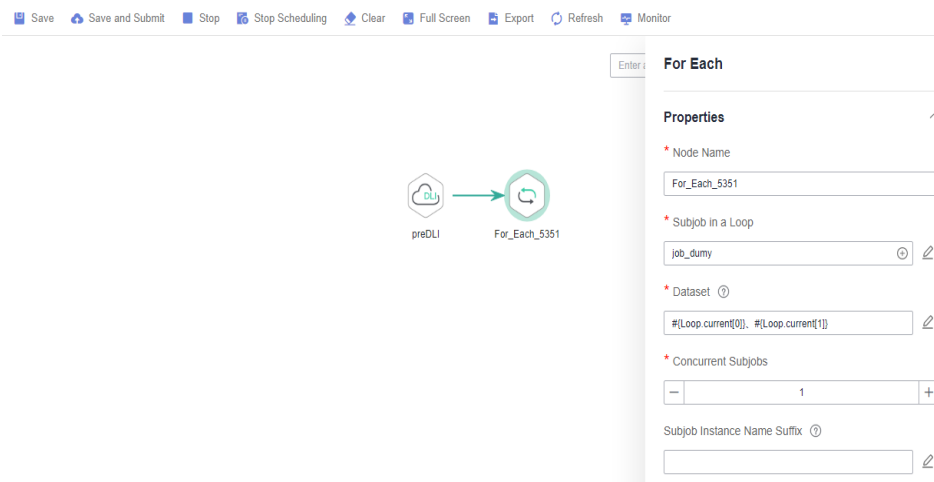 Save Save and Submit Stop Stop Scheduling Clear Full Screen Export Refresh Monitor
Enter
For Each
Properties
* Node Name
For_Each_5351
* Subjob in a Loop
job_dumy
* Dataset ?
#{Loop.current[0]}、#{Loop.current[1]}
* Concurrent Subjobs
− 1 +
Subjob Instance Name Suffix ?
DLI
preDLI For_Each_5351